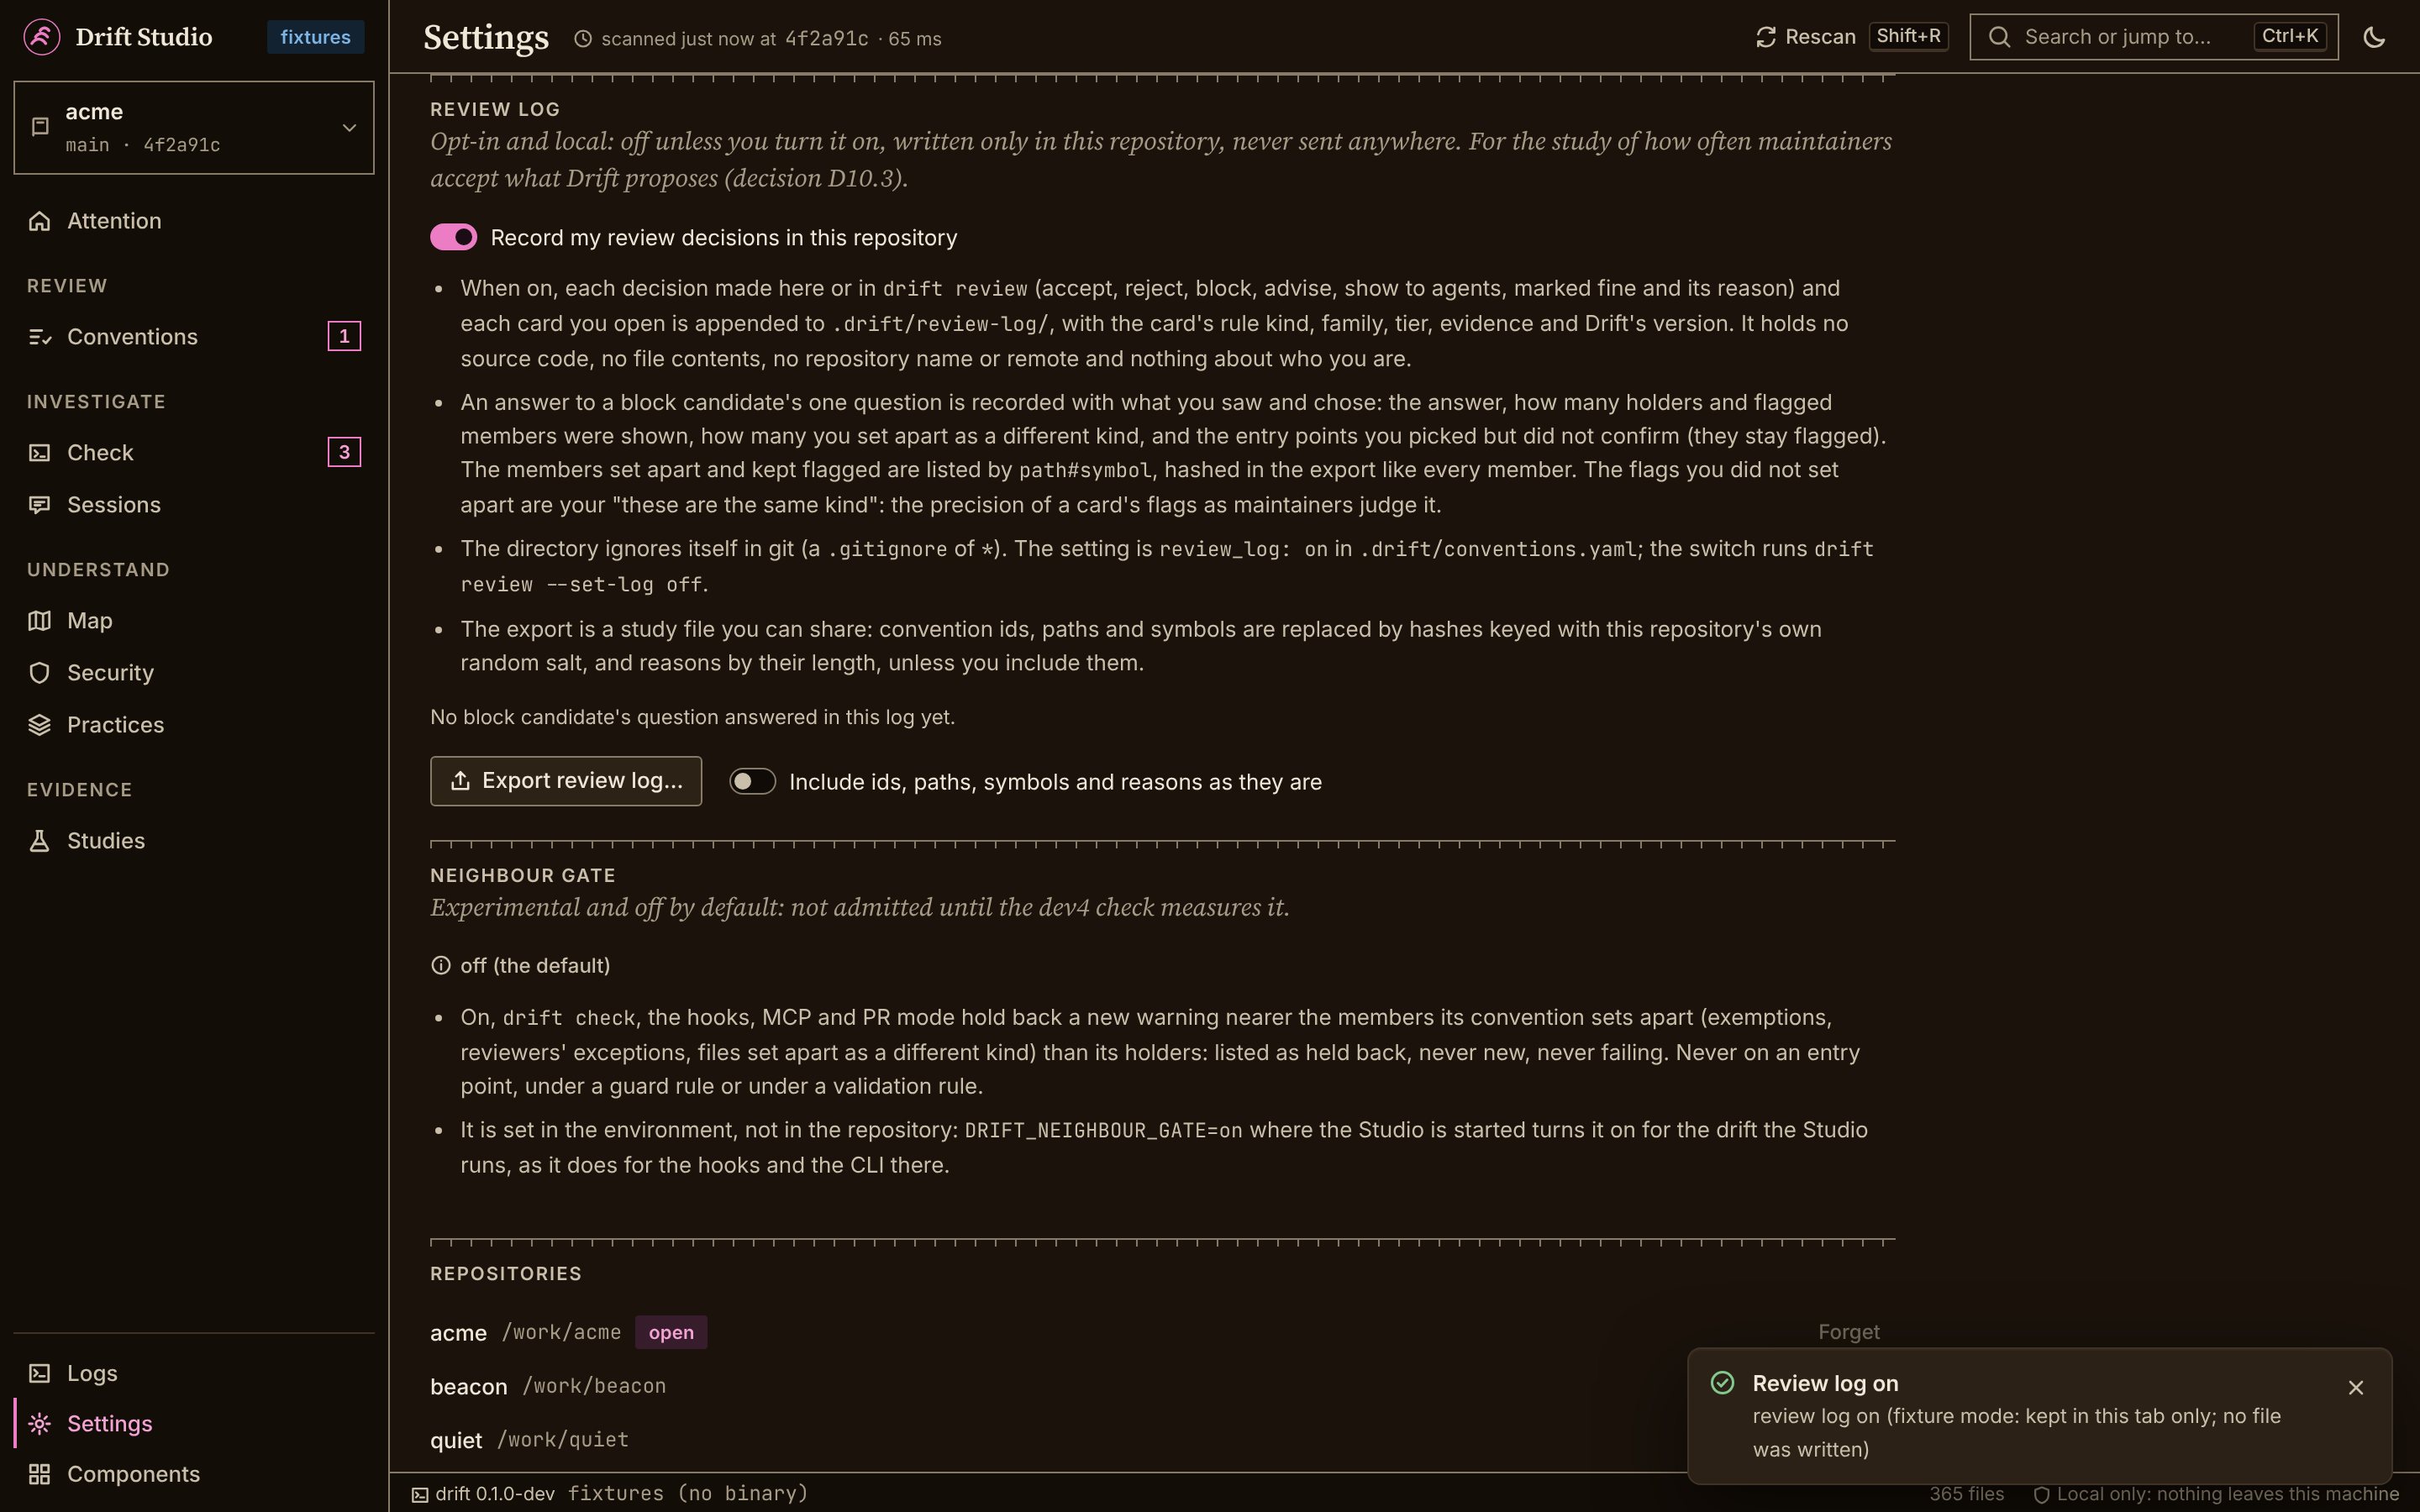 Drift Studio
fixtures
acme
main · 4f2a91c
Attention
REVIEW
Conventions
1
INVESTIGATE
Check
3
Sessions
UNDERSTAND
Map
Security
Practices
EVIDENCE
Studies
Logs
Settings
Components
Settings
scanned just now at 4f2a91c · 65 ms
Rescan
Shift+R
Search or jump to...
Ctrl+K
REVIEW LOG
Opt-in and local: off unless you turn it on, written only in this repository, never sent anywhere. For the study of how often maintainers
accept what Drift proposes (decision D10.3).
Record my review decisions in this repository
• When on, each decision made here or in drift review (accept, reject, block, advise, show to agents, marked fine and its reason) and
each card you open is appended to .drift/review-log/, with the card's rule kind, family, tier, evidence and Drift's version. It holds no
source code, no file contents, no repository name or remote and nothing about who you are.
• An answer to a block candidate's one question is recorded with what you saw and chose: the answer, how many holders and flagged
members were shown, how many you set apart as a different kind, and the entry points you picked but did not confirm (they stay flagged).
The members set apart and kept flagged are listed by path#symbol, hashed in the export like every member. The flags you did not set
apart are your "these are the same kind": the precision of a card's flags as maintainers judge it.
• The directory ignores itself in git (a .gitignore of *). The setting is review_log: on in .drift/conventions.yaml; the switch runs drift
review --set-log off.
• The export is a study file you can share: convention ids, paths and symbols are replaced by hashes keyed with this repository's own
random salt, and reasons by their length, unless you include them.
No block candidate's question answered in this log yet.
Export review log...
Include ids, paths, symbols and reasons as they are
NEIGHBOUR GATE
Experimental and off by default: not admitted until the dev4 check measures it.
off (the default)
• On, drift check, the hooks, MCP and PR mode hold back a new warning nearer the members its convention sets apart (exemptions,
reviewers' exceptions, files set apart as a different kind) than its holders: listed as held back, never new, never failing. Never on an entry
point, under a guard rule or under a validation rule.
• It is set in the environment, not in the repository: DRIFT_NEIGHBOUR_GATE=on where the Studio is started turns it on for the drift the Studio
runs, as it does for the hooks and the CLI there.
REPOSITORIES
acme /work/acme open
Forget
beacon /work/beacon
quiet /work/quiet
Review log on
review log on (fixture mode: kept in this tab only; no file
was written)
drift 0.1.0-dev fixtures (no binary)
365 files
Local only: nothing leaves this machine